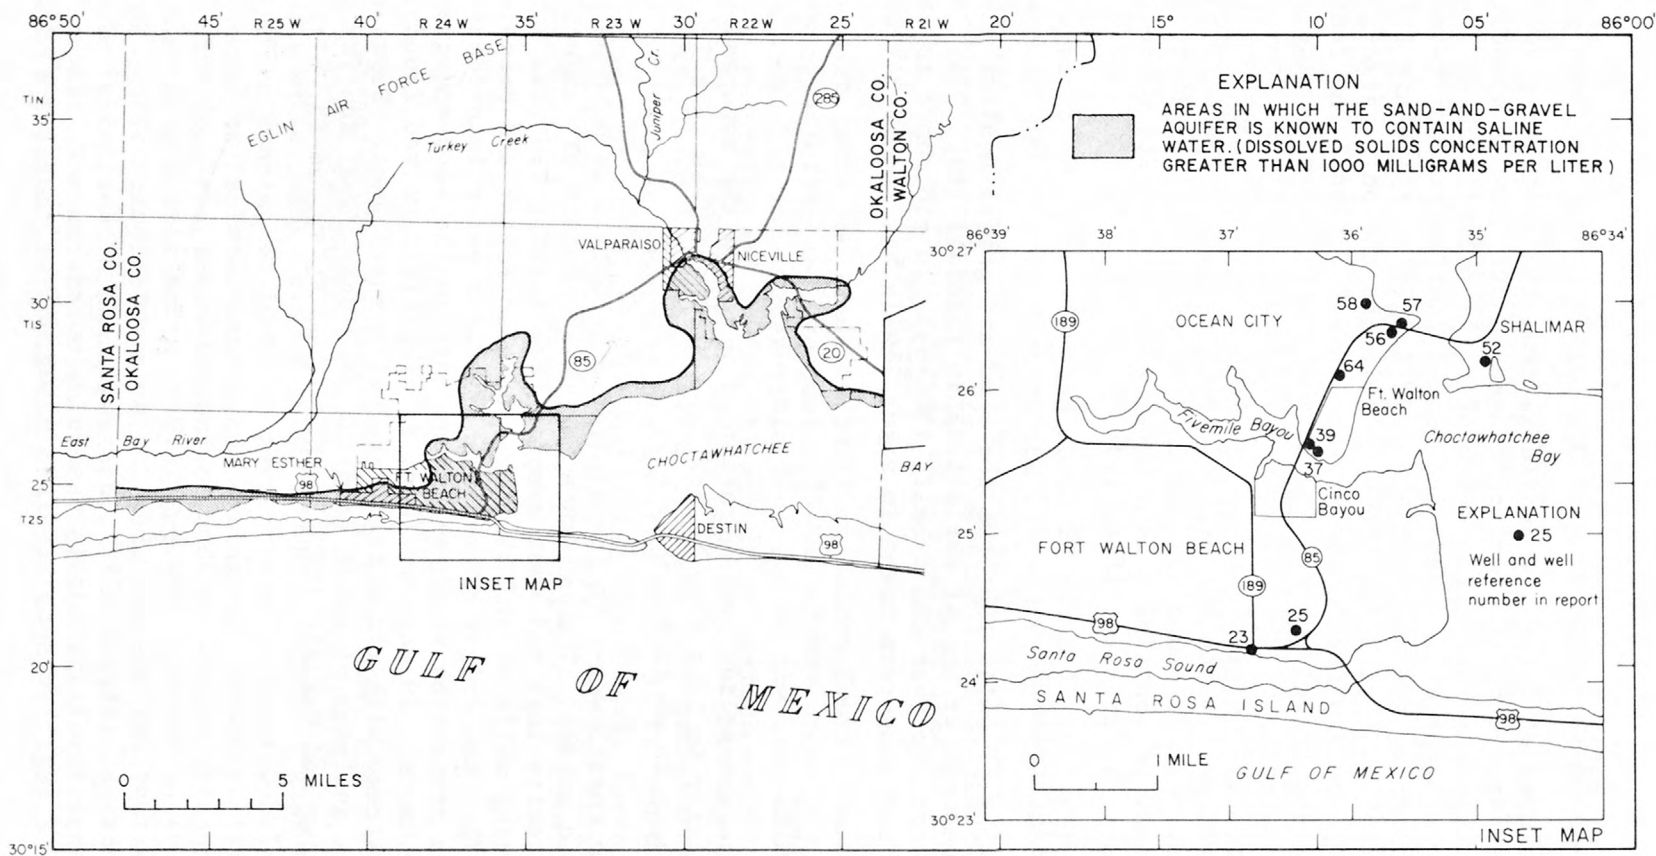 86°50' 45' R 25 W 40' R 24 W 35' R 23 W 30' R 22 W 25' R 21 W 20' 15° 10' 05' 86°00'
TIN
35'
30'
TIS
25'
T2S
20'
30°15'
EGLIN AIR FORCE BASE
Turkey Creek
Juniper Cr.
285
OKALOOSA CO.
WALTON CO.
SANTA ROSA CO.
OKALOOSA CO.
VALPARAISO
NICEVILLE
85
20
East Bay River
MARY ESTHER
98
FT. WALTON
BEACH
CHOCTAWHATCHEE
BAY
DESTIN
98
INSET MAP
GULF OF MEXICO
0 5 MILES
EXPLANATION
AREAS IN WHICH THE SAND-AND-GRAVEL
AQUIFER IS KNOWN TO CONTAIN SALINE
WATER.(DISSOLVED SOLIDS CONCENTRATION
GREATER THAN 1000 MILLIGRAMS PER LITER)
86°39' 38' 37' 36' 35' 86°34'
30°27'
26'
25'
24'
30°23'
189
OCEAN CITY
58
57
56
SHALIMAR
52
64
Ft. Walton
Beach
Fivemile Bayou
39
37
Choctawhatchee
Bay
Cinco
Bayou
EXPLANATION
25
Well and well
reference
number in report
FORT WALTON BEACH
85
189
98
25
23
Santa Rosa Sound
SANTA ROSA ISLAND
98
0 1 MILE
GULF OF MEXICO
INSET MAP